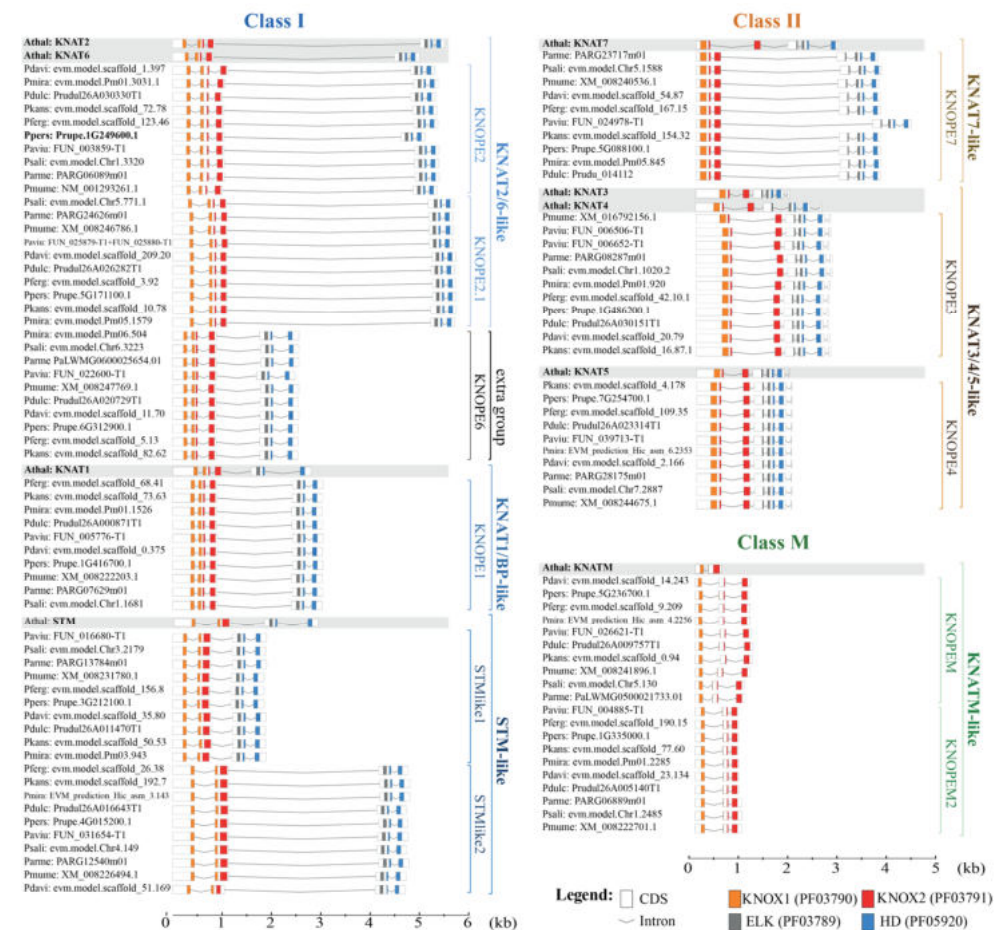 Class I
Athal: KNAT2
Athal: KNAT6
Pdavi: evm.model.scaffold_1.397
Pmira: evm.model.Pm01.3031.1
Pdulc: Prudul26A030330T1
Pkans: evm.model.scaffold_72.78
Pferg: evm.model.scaffold_123.46
Ppers: Prupe.1G249600.1
Paviu: FUN_003859-T1
Psali: evm.model.Chr1.3320
Parme: PARG06089m01
Pmume: NM_001293261.1
KNOPE2
Psali: evm.model.Chr5.771.1
Parme: PARG24626m01
Pmume: XM_008246786.1
Paviu: FUN_025879-T1+FUN_025880-T1
Pdavi: evm.model.scaffold_209.20
Pdulc: Prudul26A026282T1
Pferg: evm.model.scaffold_3.92
Ppers: Prupe.5G171100.1
Pkans: evm.model.scaffold_10.78
Pmira: evm.model.Pm05.1579
KNOPE2.1
KNAT2/6-like
Pmira: evm.model.Pm06.504
Psali: evm.model.Chr6.3223
Parme PaLWMG0600025654.01
Paviu: FUN_022600-T1
Pmume: XM_008247769.1
Pdulc: Prudul26A020729T1
Pdavi: evm.model.scaffold_11.70
Ppers: Prupe.6G312900.1
Pferg: evm.model.scaffold_5.13
Pkans: evm.model.scaffold_82.62
KNOPE6
extra group
Athal: KNAT1
Pferg: evm.model.scaffold_68.41
Pkans: evm.model.scaffold_73.63
Pmira: evm.model.Pm01.1526
Pdulc: Prudul26A000871T1
Paviu: FUN_005776-T1
Pdavi: evm.model.scaffold_0.375
Ppers: Prupe.1G416700.1
Pmume: XM_008222203.1
Parme: PARG07629m01
Psali: evm.model.Chr1.1681
KNOPE1
KNAT1/BP-like
Athal: STM
Paviu: FUN_016680-T1
Psali: evm.model.Chr3.2179
Parme: PARG13784m01
Pmume: XM_008231780.1
Pferg: evm.model.scaffold_156.8
Ppers: Prupe.3G212100.1
Pdavi: evm.model.scaffold_35.80
Pdulc: Prudul26A011470T1
Pkans: evm.model.scaffold_50.53
Pmira: evm.model.Pm03.943
STMlike1
Pferg: evm.model.scaffold_26.38
Pkans: evm.model.scaffold_192.7
Pmira: EVM_prediction_Hic_asm_3.143
Pdulc: Prudul26A016643T1
Ppers: Prupe.4G015200.1
Paviu: FUN_031654-T1
Psali: evm.model.Chr4.149
Parme: PARG12540m01
Pmume: XM_008226494.1
Pdavi: evm.model.scaffold_51.169
STMlike2
STM-like
0 1 2 3 4 5 6 (kb)
Class II
Athal: KNAT7
Parme: PARG23717m01
Psali: evm.model.Chr5.1588
Pmume: XM_008240536.1
Pdavi: evm.model.scaffold_54.87
Pferg: evm.model.scaffold_167.15
Paviu: FUN_024978-T1
Pkans: evm.model.scaffold_154.32
Ppers: Prupe.5G088100.1
Pmira: evm.model.Pm05.845
Pdulc: Prudu_014112
KNOPE7
KNAT7-like
Athal: KNAT3
Athal: KNAT4
Pmume: XM_016792156.1
Paviu: FUN_006506-T1
Paviu: FUN_006652-T1
Parme: PARG08287m01
Psali: evm.model.Chr1.1020.2
Pmira: evm.model.Pm01.920
Pferg: evm.model.scaffold_42.10.1
Ppers: Prupe.1G486200.1
Pdulc: Prudul26A030151T1
Pdavi: evm.model.scaffold_20.79
Pkans: evm.model.scaffold_16.87.1
KNOPE3
Athal: KNAT5
Pkans: evm.model.scaffold_4.178
Ppers: Prupe.7G254700.1
Pferg: evm.model.scaffold_109.35
Pdulc: Prudul26A023314T1
Paviu: FUN_039713-T1
Pmira: EVM_prediction_Hic_asm_6.2353
Pdavi: evm.model.scaffold_2.166
Parme: PARG28175m01
Psali: evm.model.Chr7.2887
Pmume: XM_008244675.1
KNOPE4
KNAT3/4/5-like
Class M
Athal: KNATM
Pdavi: evm.model.scaffold_14.243
Ppers: Prupe.5G236700.1
Pferg: evm.model.scaffold_9.209
Pmira: EVM_prediction_Hic_asm_4.2256
Paviu: FUN_026621-T1
Pdulc: Prudul26A009757T1
Pkans: evm.model.scaffold_0.94
Pmume: XM_008241896.1
Psali: evm.model.Chr5.130
Parme: PaLWMG0500021733.01
KNOPEM
Paviu: FUN_004885-T1
Pferg: evm.model.scaffold_190.15
Ppers: Prupe.1G335000.1
Pkans: evm.model.scaffold_77.60
Pmira: evm.model.Pm01.2285
Pdavi: evm.model.scaffold_23.134
Pdulc: Prudul26A005140T1
Parme: PARG06889m01
Psali: evm.model.Chr1.2485
Pmume: XM_008222701.1
KNOPEM2
KNATM-like
0 1 2 3 4 5 (kb)
Legend: CDS KNOX1 (PF03790) KNOX2 (PF03791)
Intron ELK (PF03789) HD (PF05920)